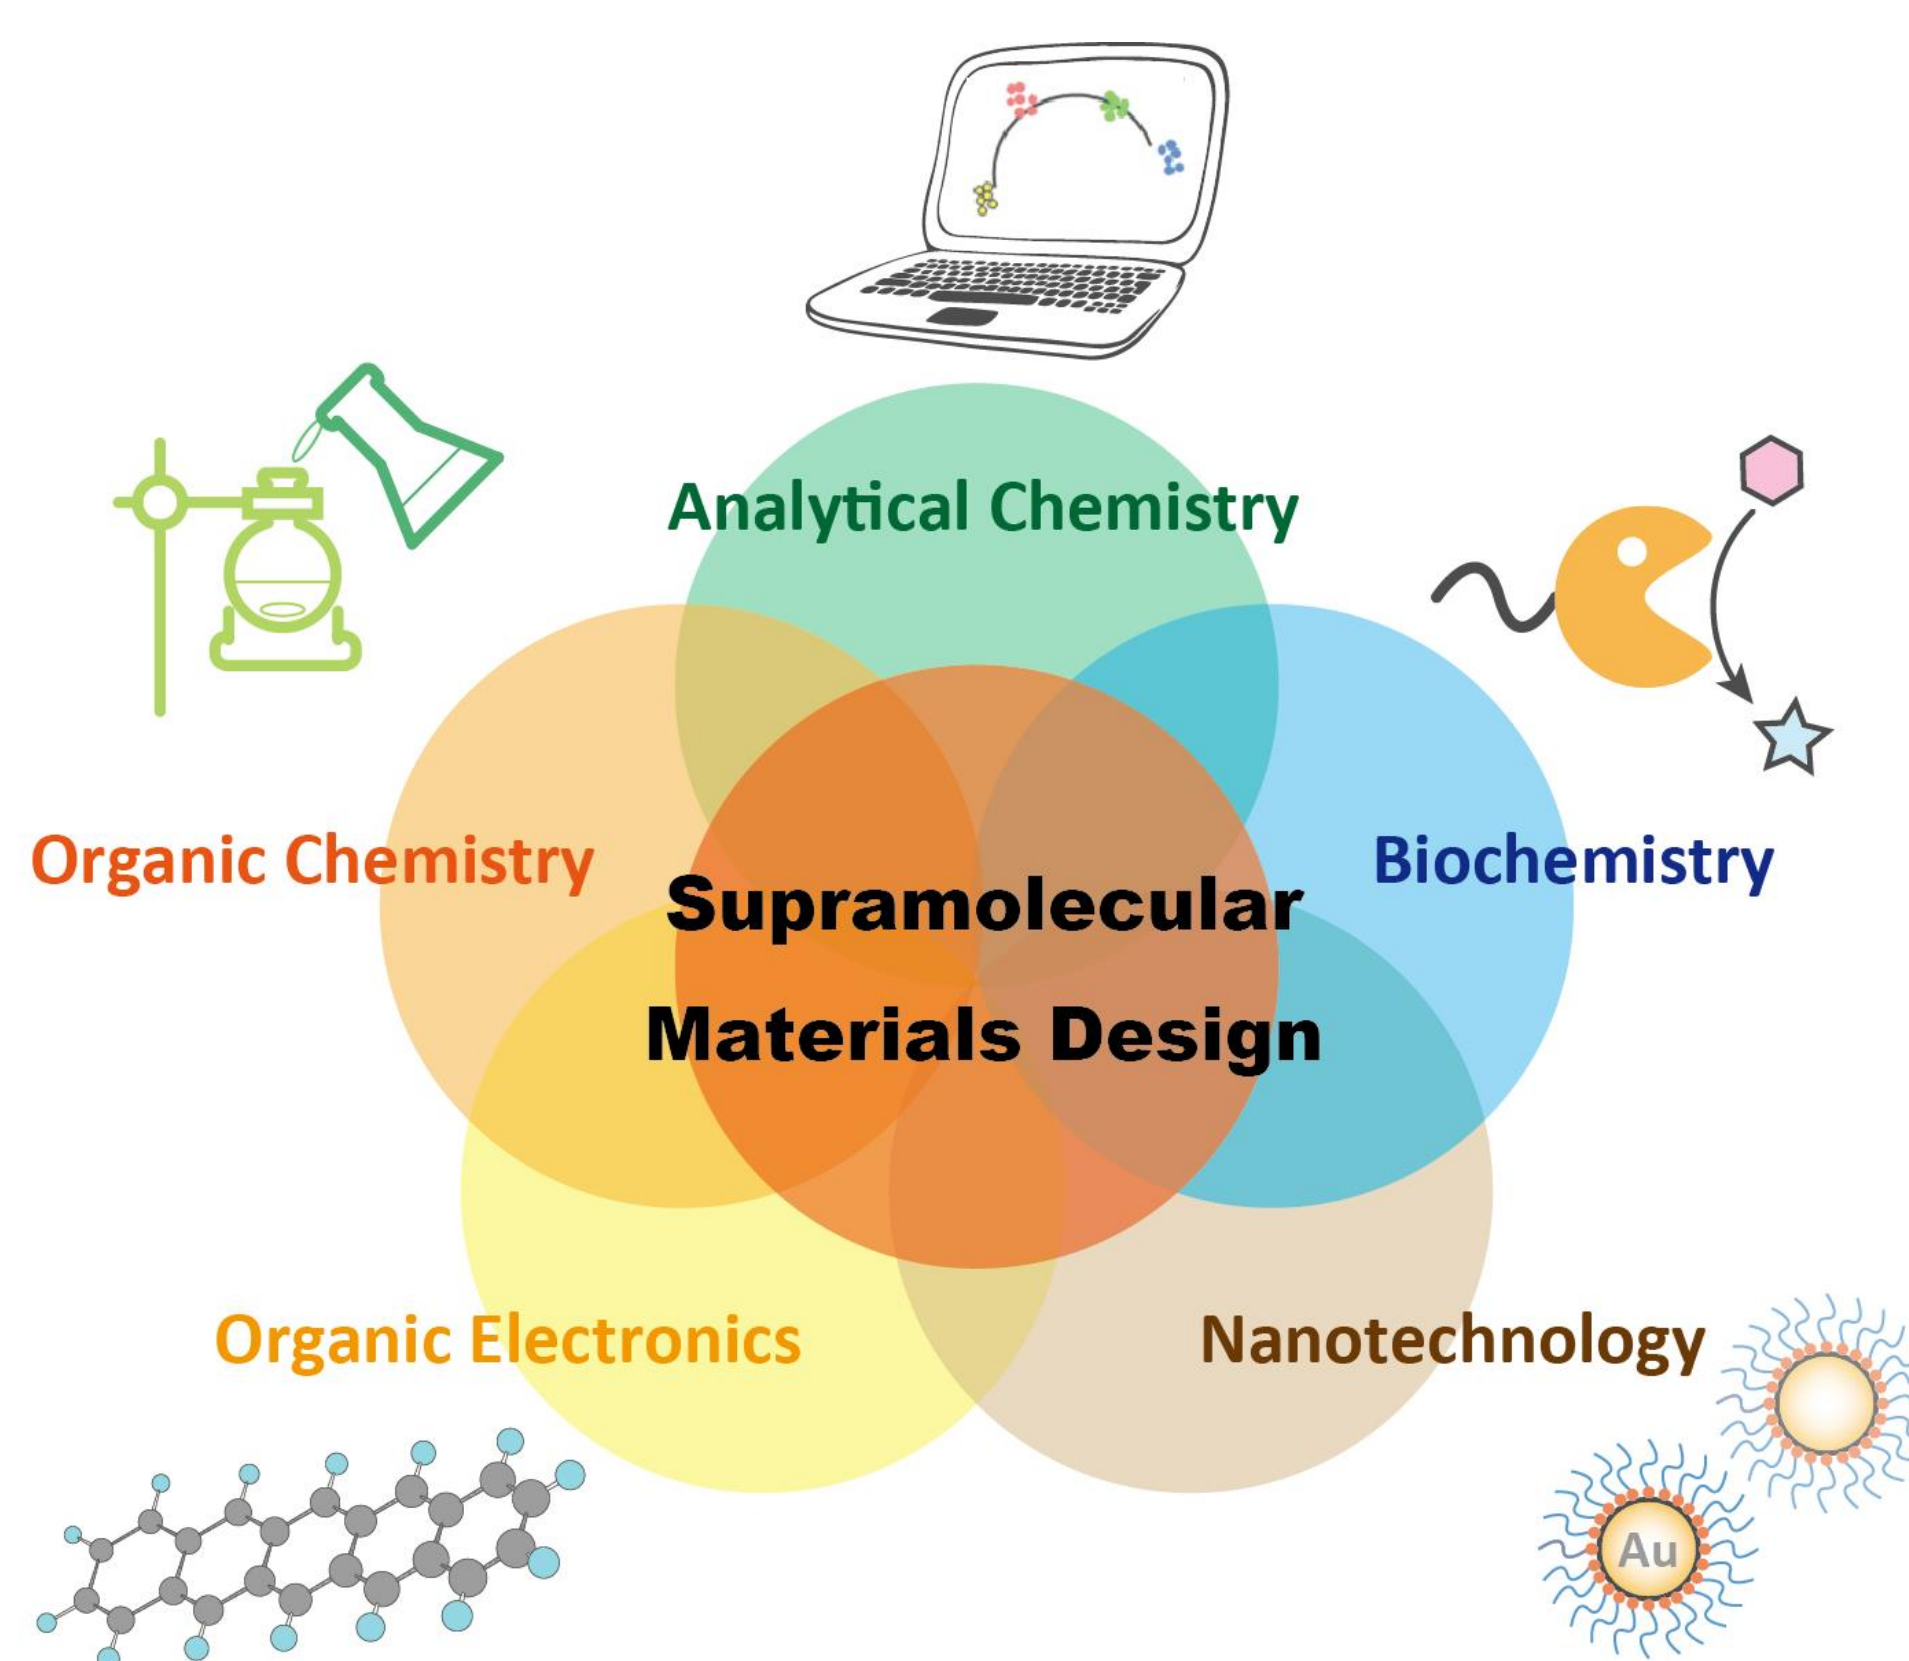 Analytical Chemistry
Organic Chemistry
Biochemistry
Supramolecular
Materials Design
Organic Electronics
Nanotechnology
Au